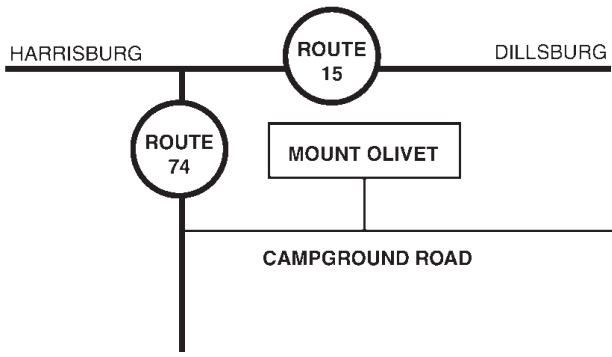 HARRISBURG
ROUTE
15
DILLSBURG
ROUTE
74
MOUNT OLIVET
CAMPGROUND ROAD